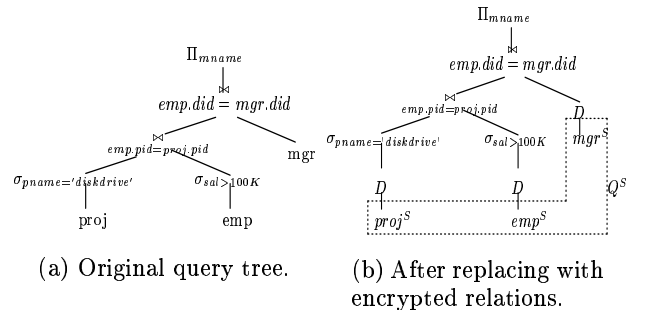 Π_mname
⋈
emp.did = mgr.did
⋈
emp.pid=proj.pid
mgr
σ_pname='diskdrive'
σ_sal>100K
proj
emp
(a) Original query tree.
Π_mname
⋈
emp.did = mgr.did
⋈
emp.pid=proj.pid
D
mgr^S
σ_pname='diskdrive'
σ_sal>100K
D
D
Q^S
proj^S
emp^S
(b) After replacing with
encrypted relations.